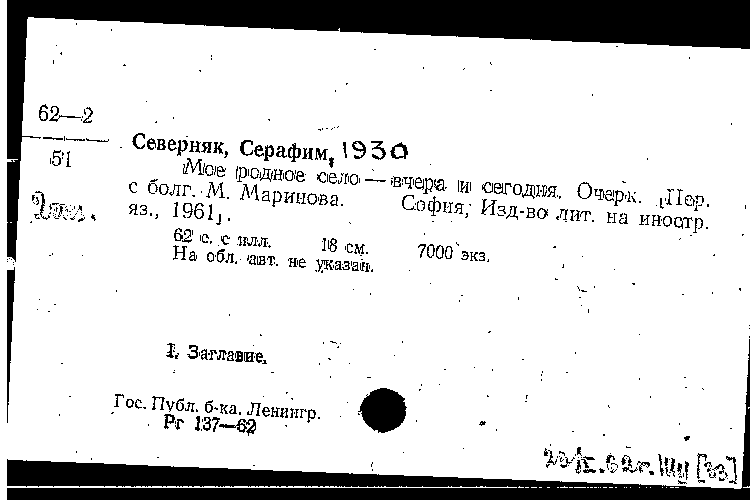 62—2
51
Северняк, Серафим, 1930
Мое родное село — вчера и сегодня. Очерк. [Пер.
с болг. М. Маринова. София, Изд-во лит. на иностр.
яз., 1961].
62 с. с илл. 18 см. 7000 экз.
На обл. авт. не указан.
I. Заглавие.
Гос. Публ. б-ка. Ленингр.
Рг 137—62
[33]